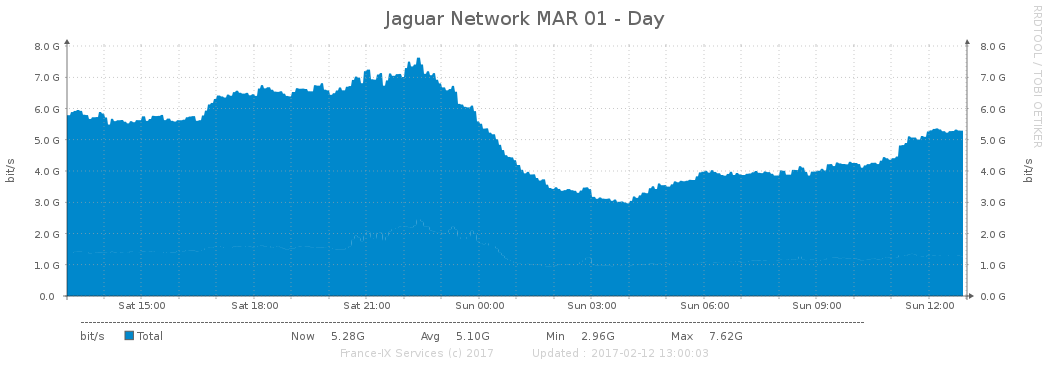 Jaguar Network MAR 01 - Day
RRDTOOL / TOBI OETIKER
8.0 G 8.0 G
7.0 G 7.0 G
6.0 G 6.0 G
5.0 G 5.0 G
4.0 G 4.0 G
3.0 G 3.0 G
2.0 G 2.0 G
1.0 G 1.0 G
0.0 0.0 G
bit/s bit/s
Sat 15:00 Sat 18:00 Sat 21:00 Sun 00:00 Sun 03:00 Sun 06:00 Sun 09:00 Sun 12:00
bit/s Total Now 5.28G Avg 5.10G Min 2.96G Max 7.62G
France-IX Services (c) 2017 Updated : 2017-02-12 13:00:03